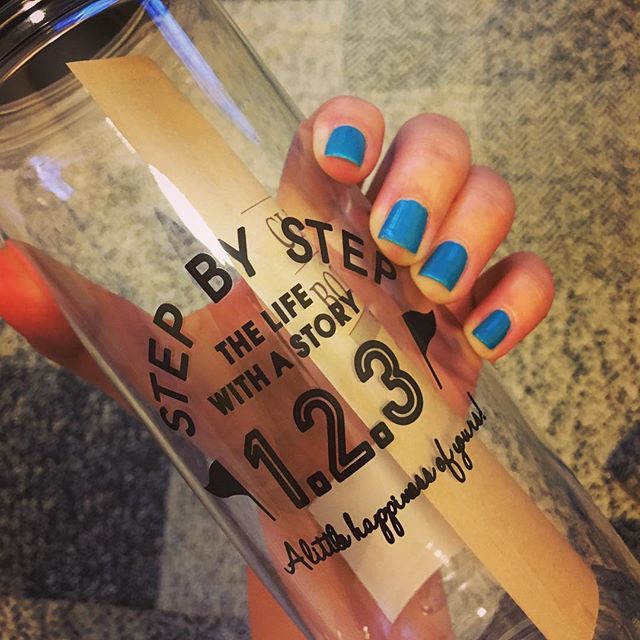 STEP BY STEP
THE LIFE
WITH A STORY
1.2.3
A little happiness of yours!